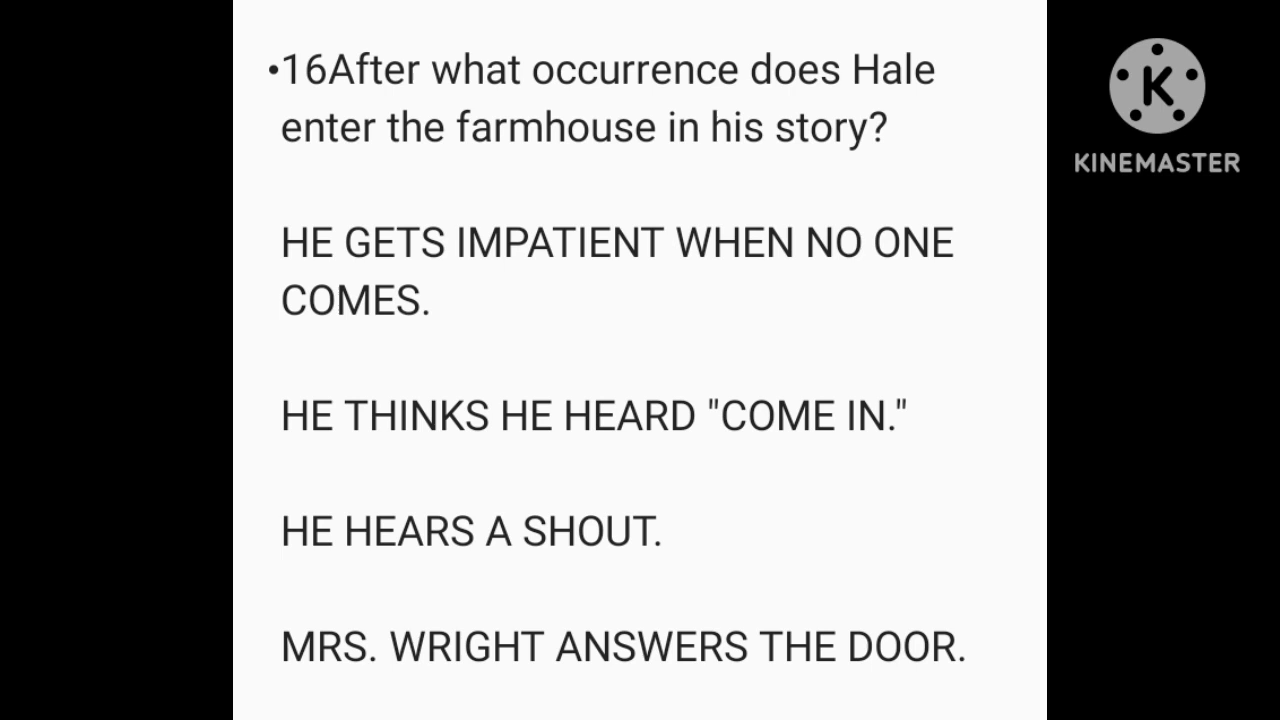 •16After what occurrence does Hale
enter the farmhouse in his story?
HE GETS IMPATIENT WHEN NO ONE
COMES.
HE THINKS HE HEARD "COME IN."
HE HEARS A SHOUT.
MRS. WRIGHT ANSWERS THE DOOR.
K
KINEMASTER